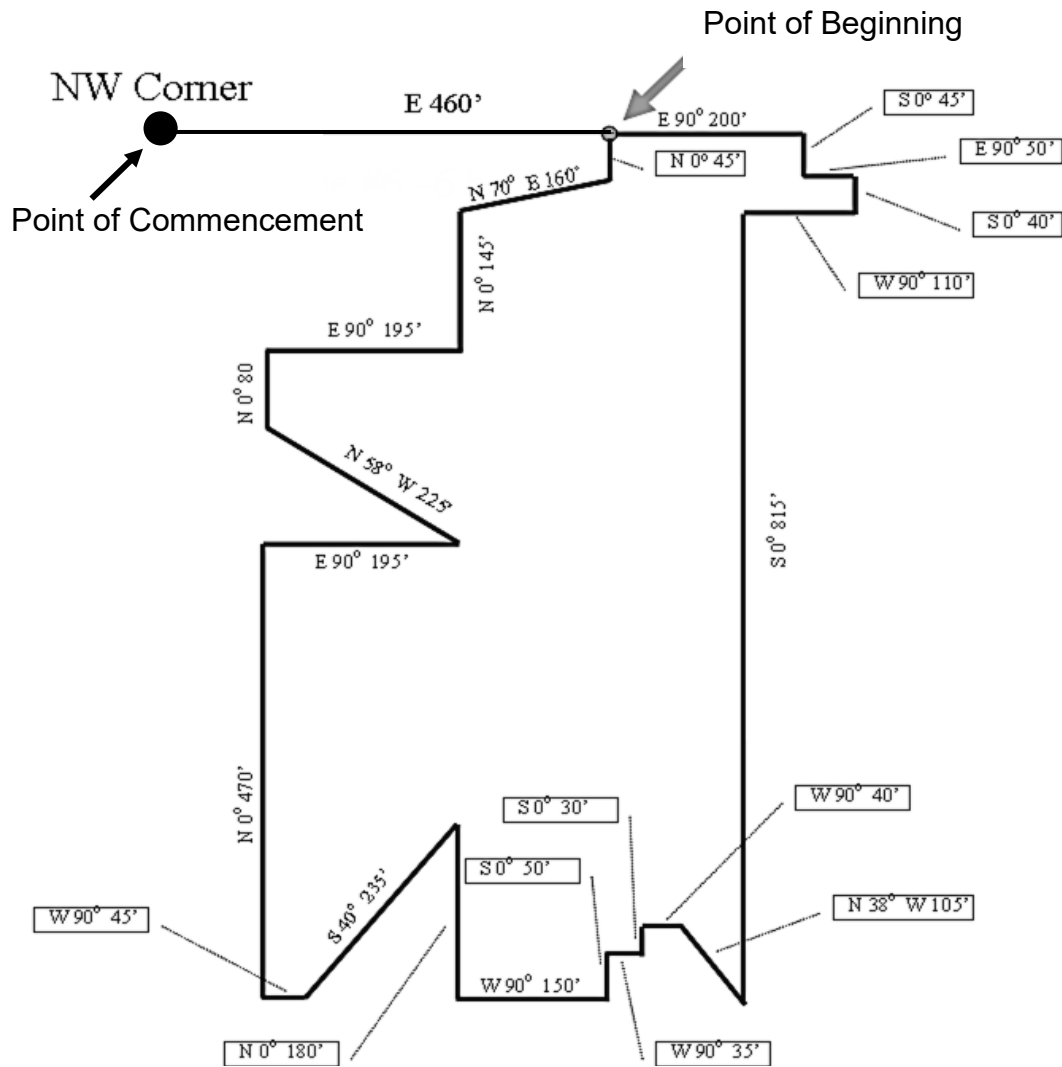 Point of Beginning
NW Corner
E 460’
E 90° 200’
S 0° 45’
E 90° 50’
N 0° 45’
N 70° E 160’
Point of Commencement
S 0° 40’
W 90° 110’
N 0° 145’
E 90° 195’
N 0° 80
N 58° W 225’
E 90° 195’
S 0° 815’
N 0° 470’
W 90° 40’
S 0° 30’
S 0° 50’
S 40° 235’
W 90° 45’
N 38° W 105’
W 90° 150’
N 0° 180’
W 90° 35’